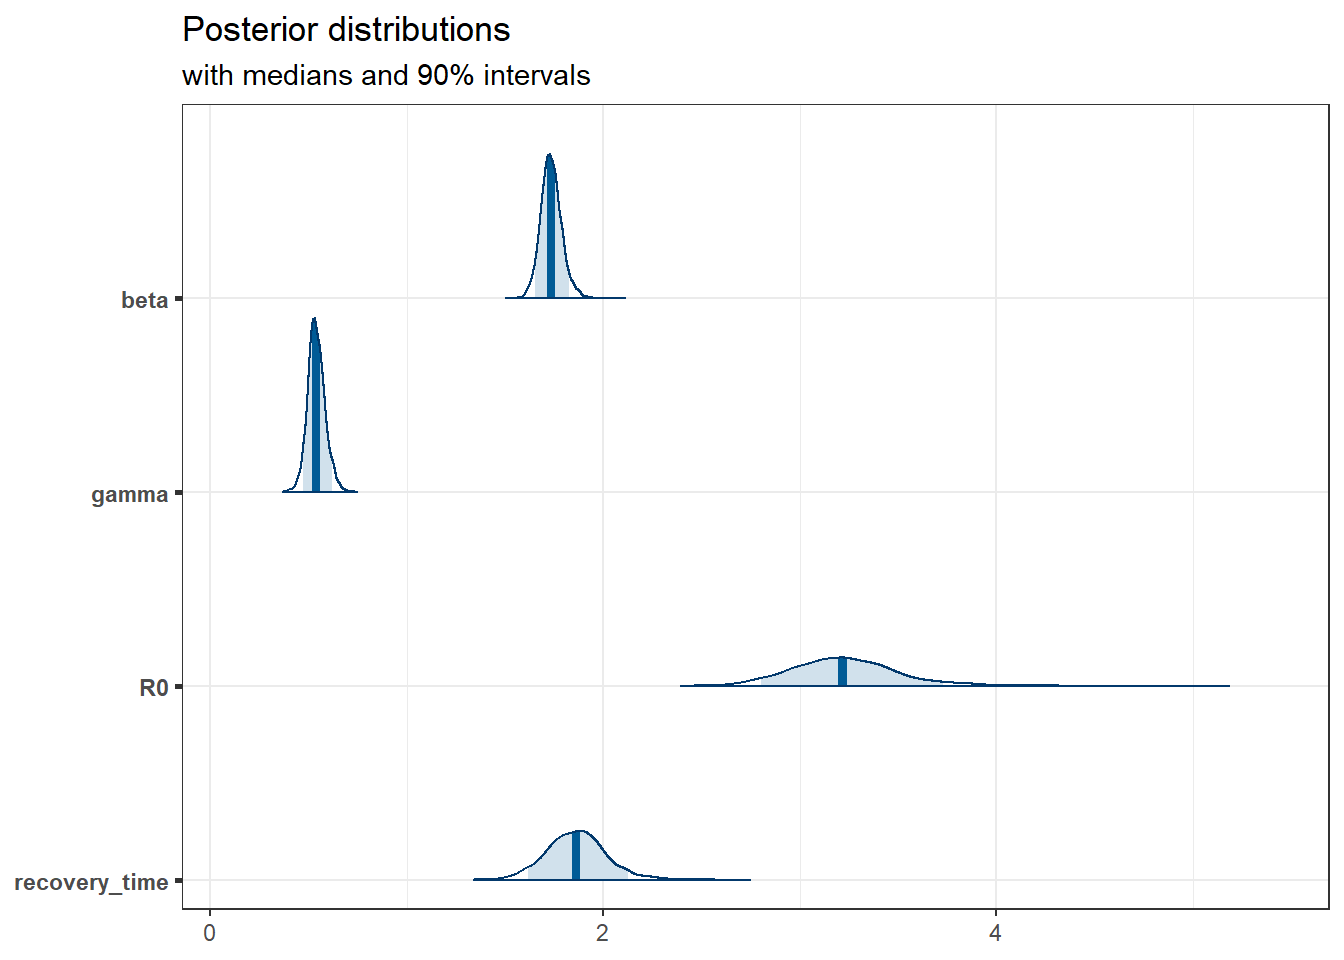 Posterior distributions
with medians and 90% intervals
beta
gamma
R0
recovery_time
0 2 4